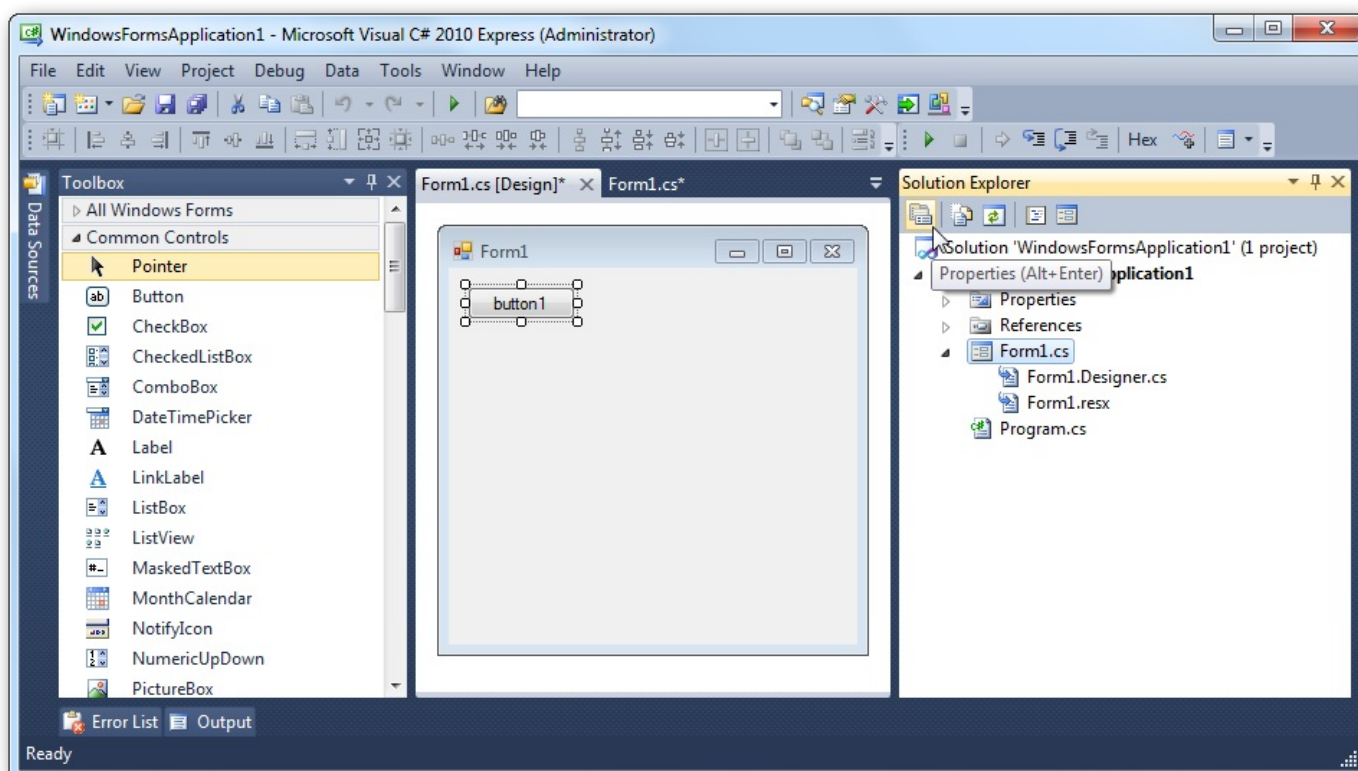 WindowsFormsApplication1 - Microsoft Visual C# 2010 Express (Administrator)
File Edit View Project Debug Data Tools Window Help
Hex
Data Sources
Toolbox
All Windows Forms
Common Controls
Pointer
Button
CheckBox
CheckedListBox
ComboBox
DateTimePicker
Label
LinkLabel
ListBox
ListView
MaskedTextBox
MonthCalendar
NotifyIcon
NumericUpDown
PictureBox
Form1.cs [Design]* Form1.cs*
Form1
button1
Solution Explorer
Solution 'WindowsFormsApplication1' (1 project)
Properties (Alt+Enter) pplication1
Properties
References
Form1.cs
Form1.Designer.cs
Form1.resx
Program.cs
Error List Output
Ready